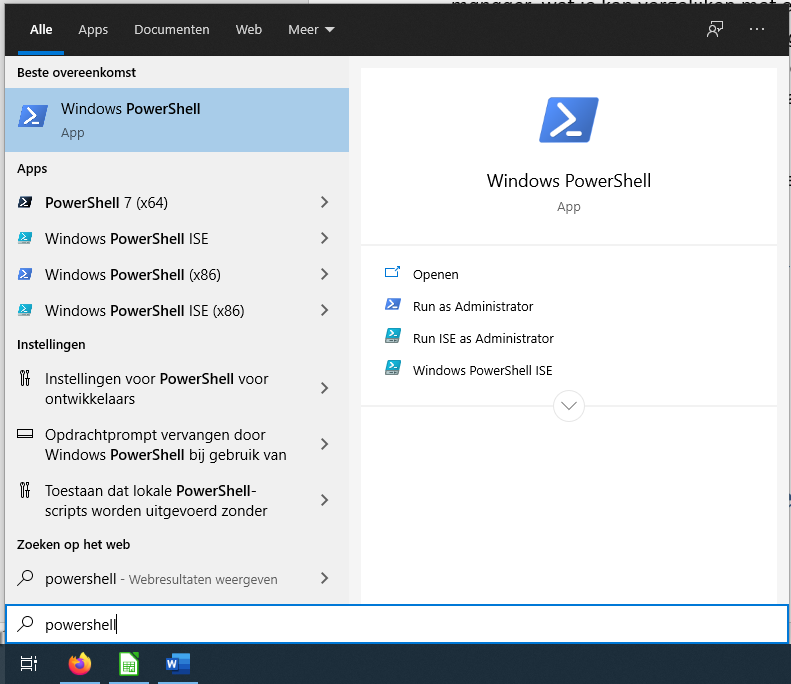 manager, wat je kan vergelijken met
Alle Apps Documenten Web Meer
Beste overeenkomst
Windows PowerShell
App
Apps
PowerShell 7 (x64)
Windows PowerShell ISE
Windows PowerShell (x86)
Windows PowerShell ISE (x86)
Instellingen
Instellingen voor PowerShell voor
ontwikkelaars
Opdrachtprompt vervangen door
Windows PowerShell bij gebruik van
Toestaan dat lokale PowerShell-
scripts worden uitgevoerd zonder
Zoeken op het web
powershell - Webresultaten weergeven
powershell
Windows PowerShell
App
Openen
Run as Administrator
Run ISE as Administrator
Windows PowerShell ISE